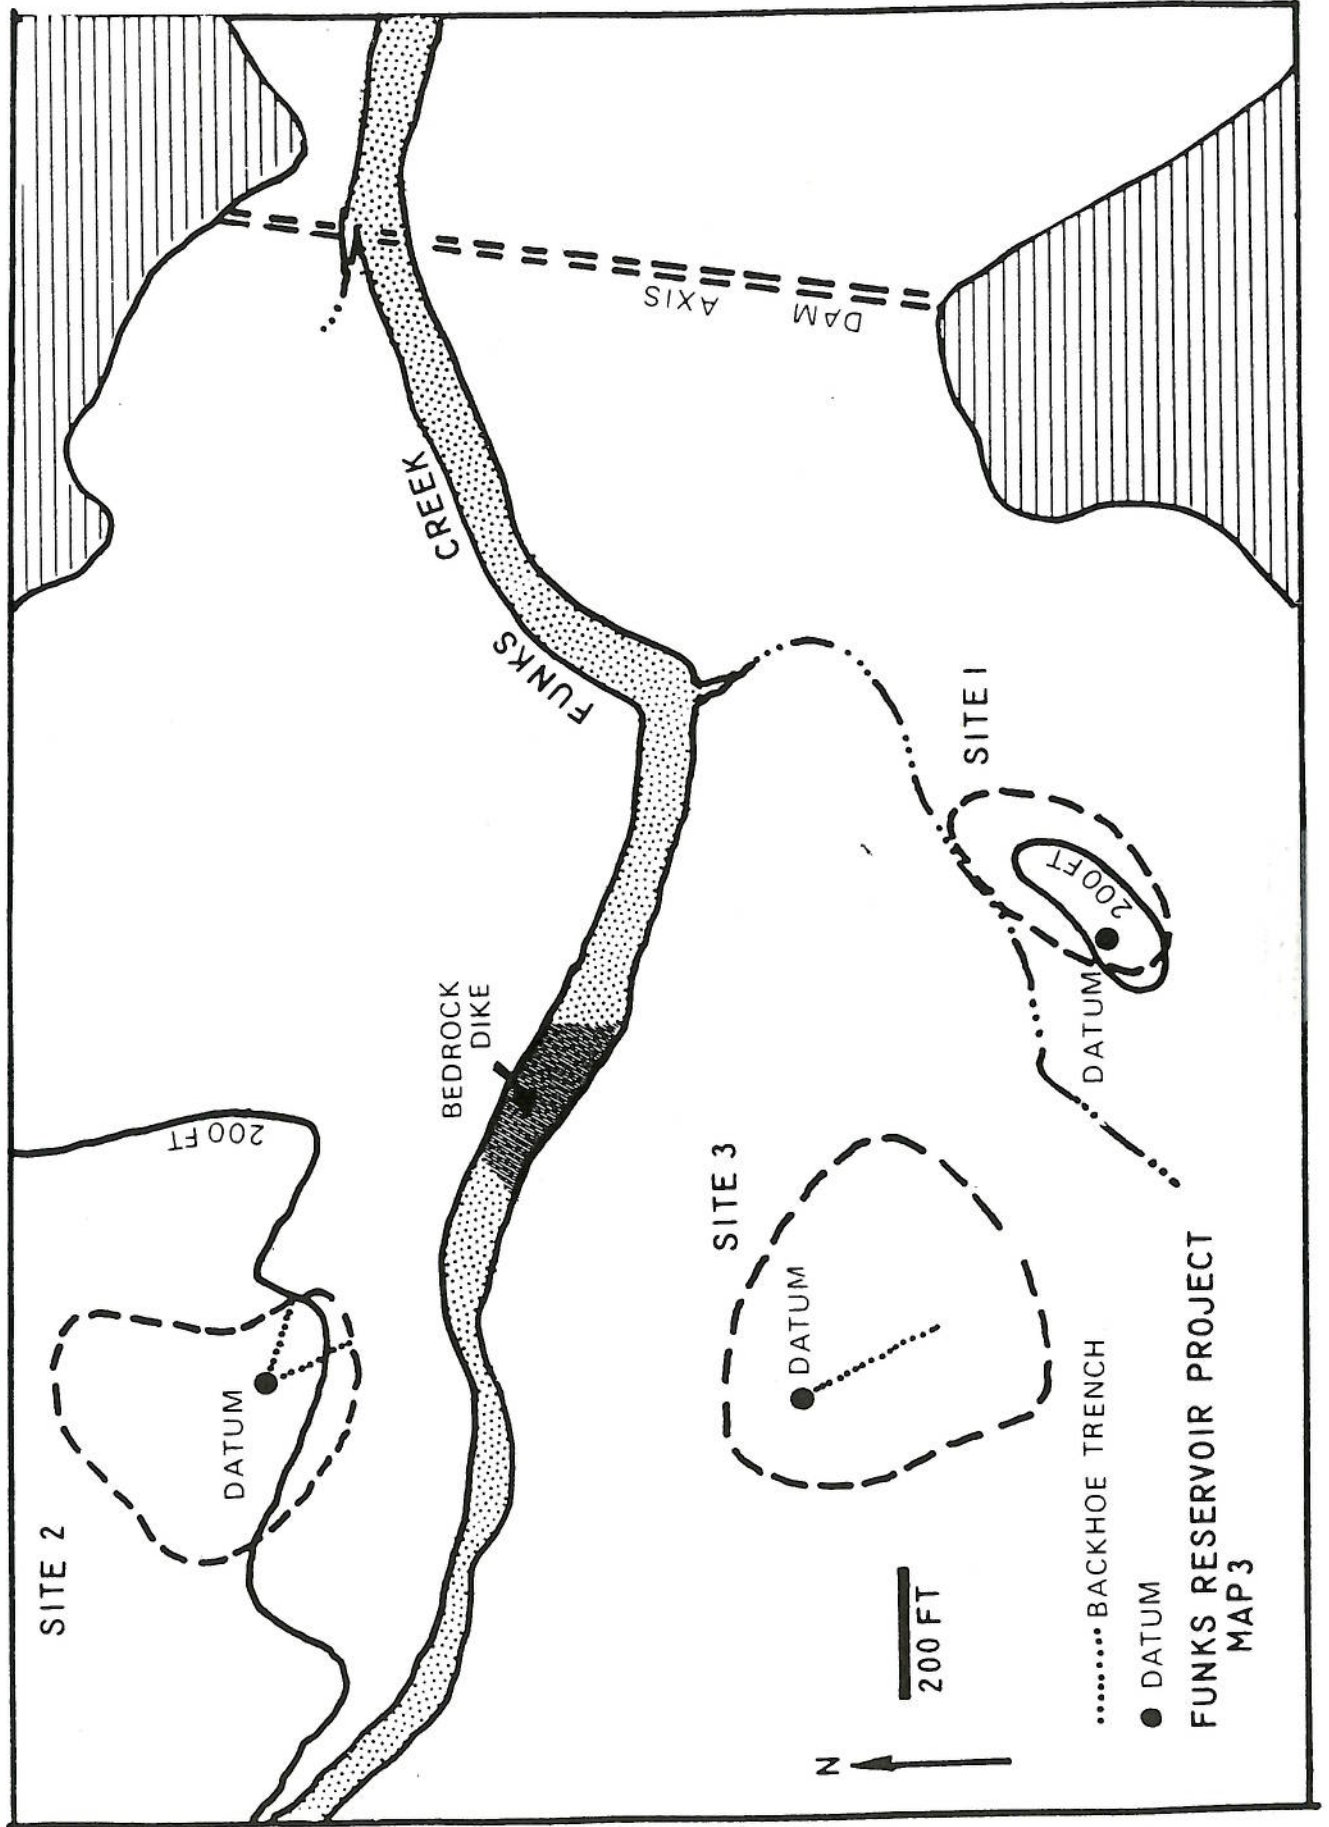 SITE 2
DATUM
200 FT
BEDROCK
DIKE
FUNKS
CREEK
DAM
AXIS
SITE 3
DATUM
SITE 1
200 FT
DATUM
N
200 FT
BACKHOE TRENCH
DATUM
FUNKS RESERVOIR PROJECT
MAP 3